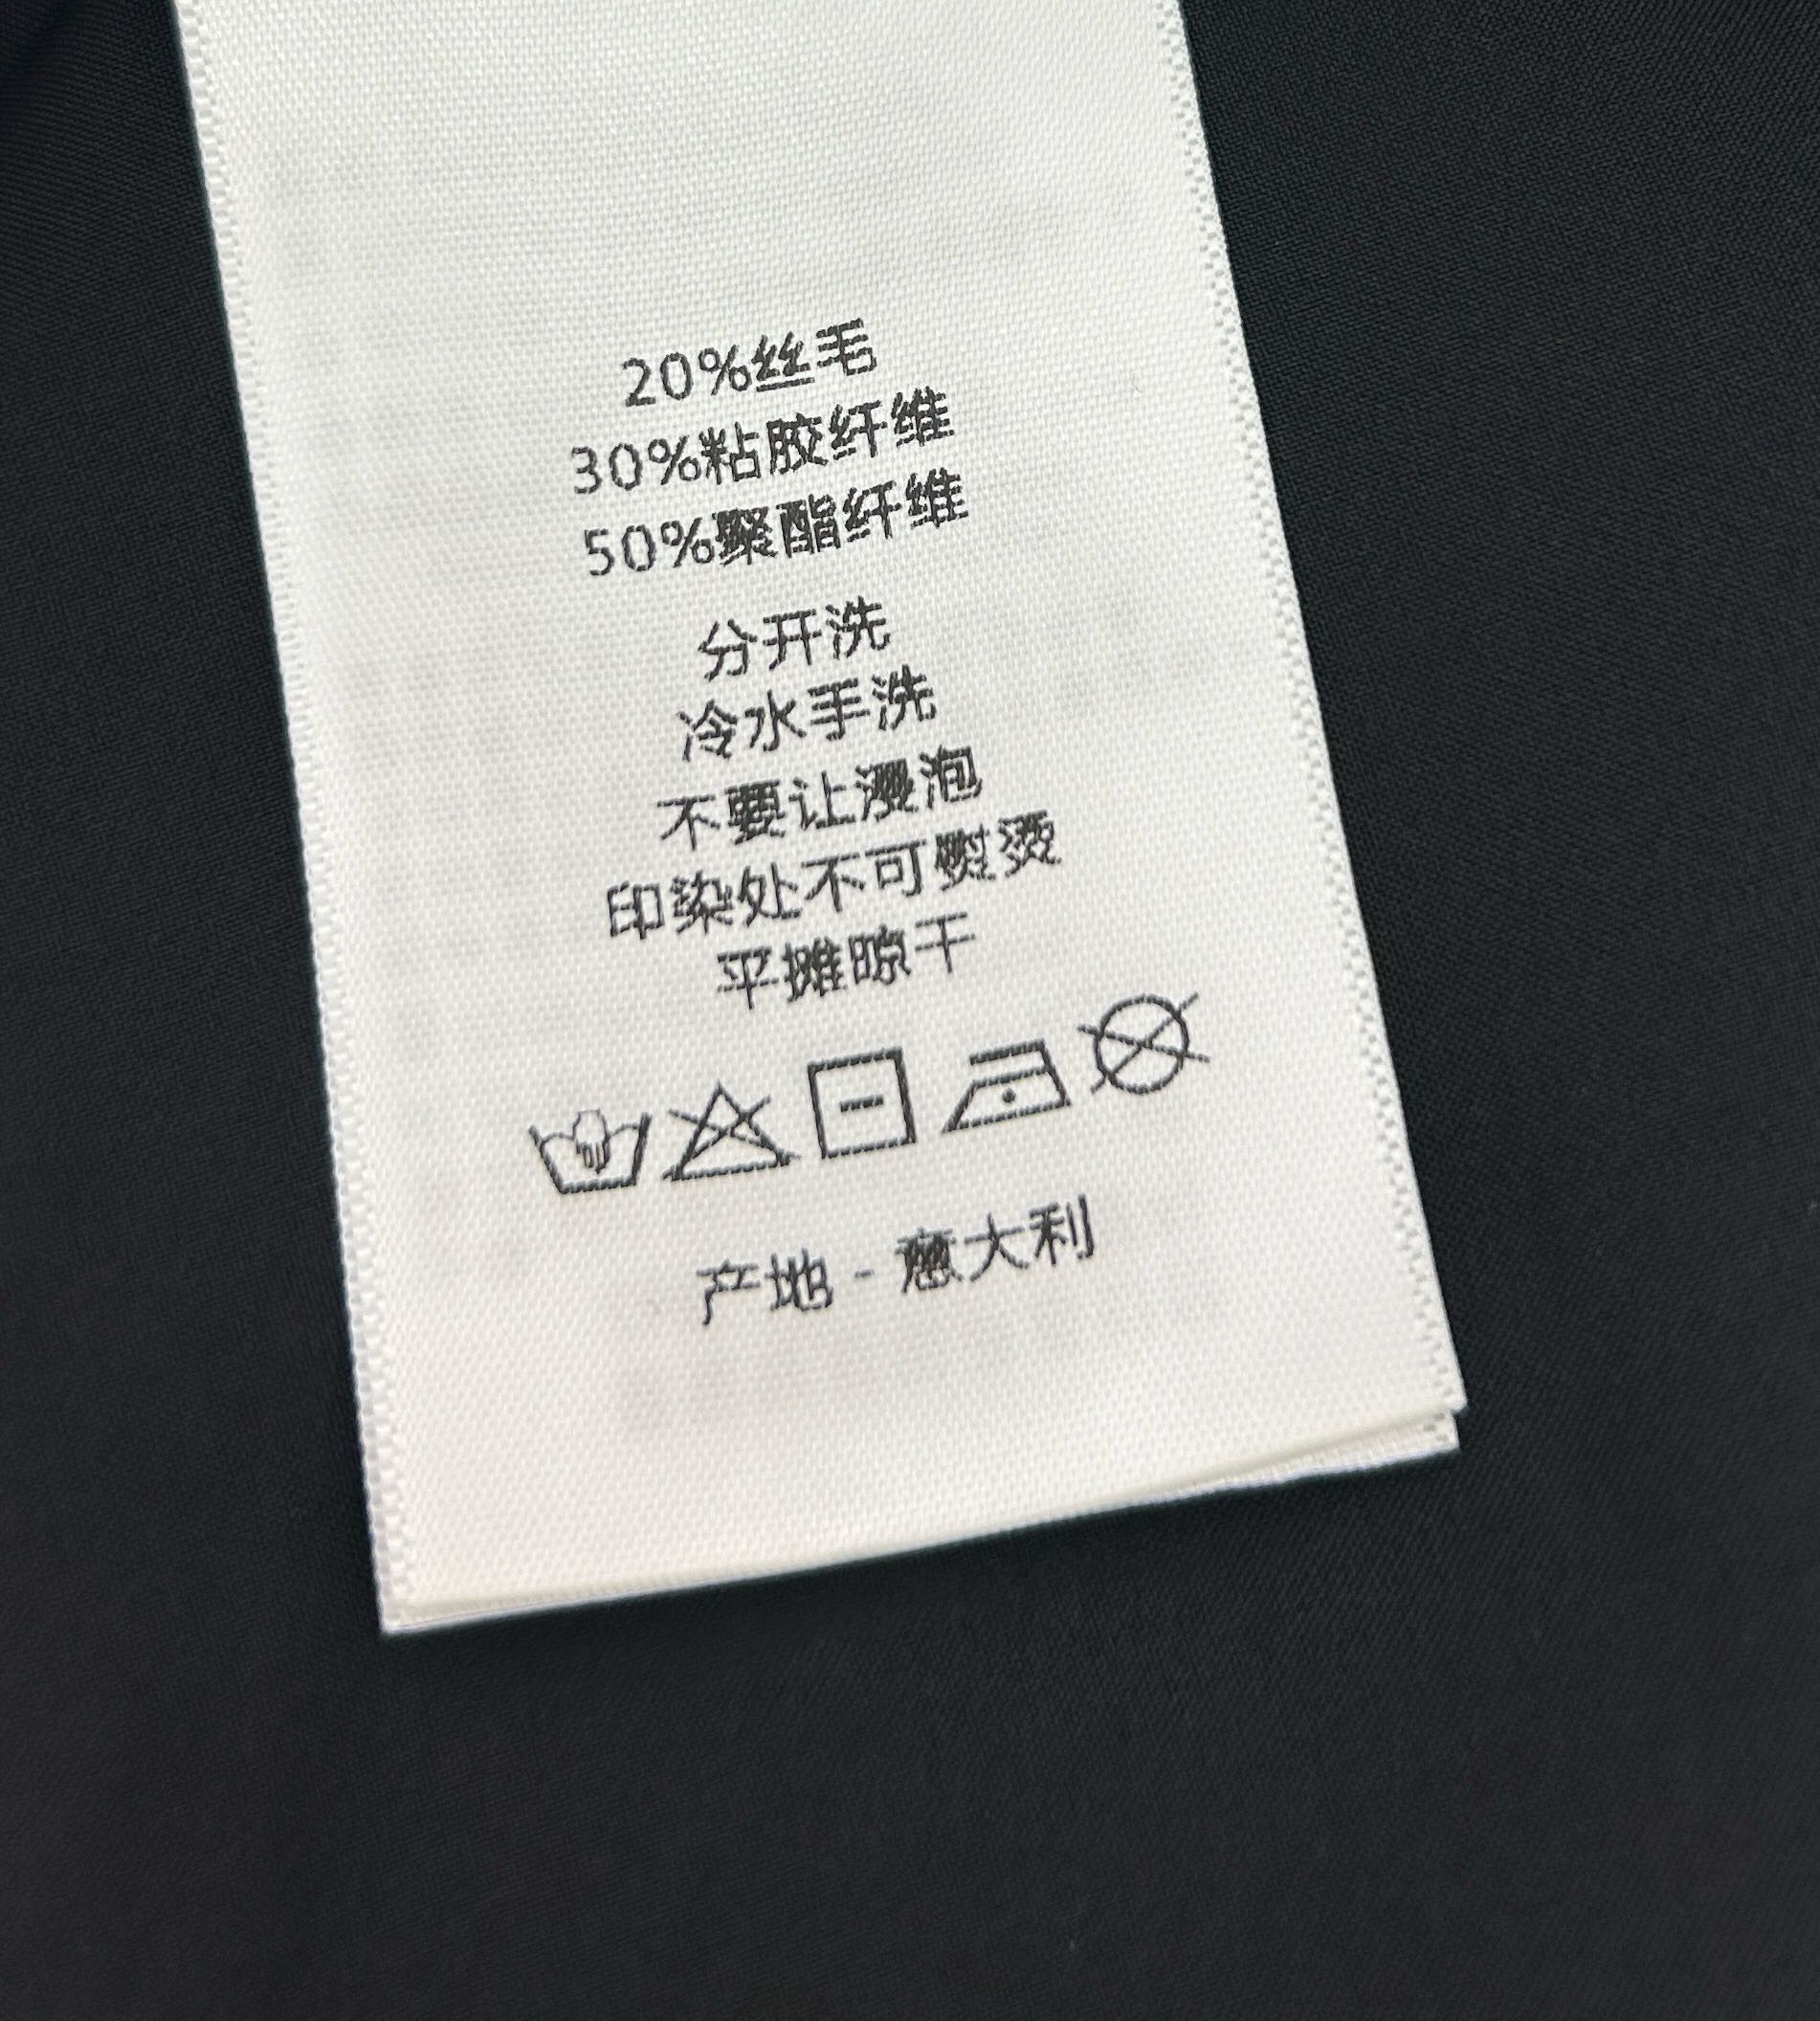 20%丝毛
30%粘胶纤维
50%聚酯纤维
分开洗
冷水手洗
不要让漫泡
印染处不可熨烫
平摊晾干
产地 - 意大利